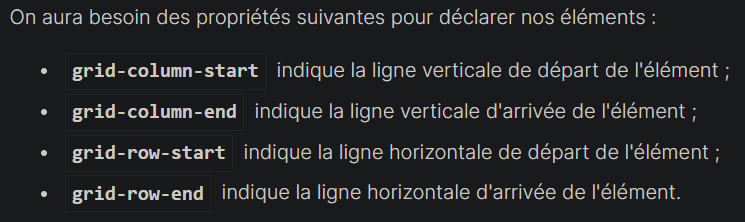 On aura besoin des propriétés suivantes pour déclarer nos éléments :
• grid-column-start indique la ligne verticale de départ de l'élément ;
• grid-column-end indique la ligne verticale d'arrivée de l'élément ;
• grid-row-start indique la ligne horizontale de départ de l'élément ;
• grid-row-end indique la ligne horizontale d'arrivée de l'élément.